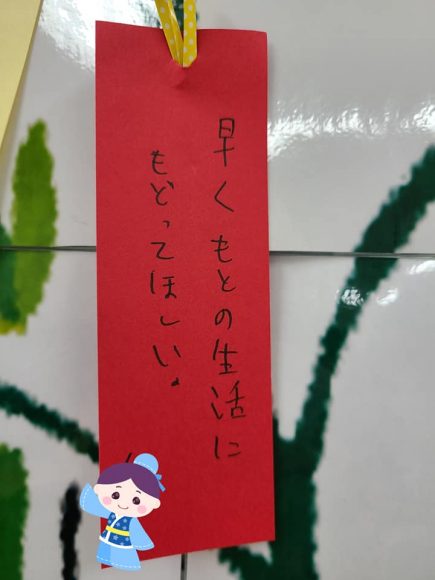 早くもとの生活に
もどってほしい。